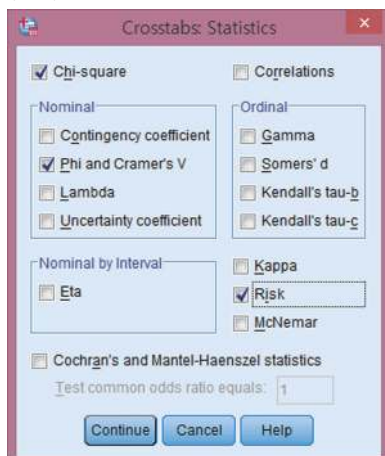 Crosstabs: Statistics
Chi-square
Correlations
Nominal
Contingency coefficient
Phi and Cramer's V
Lambda
Uncertainty coefficient
Ordinal
Gamma
Somers' d
Kendall's tau-b
Kendall's tau-c
Nominal by Interval
Eta
Kappa
Risk
McNemar
Cochran's and Mantel-Haenszel statistics
Test common odds ratio equals: 1
Continue Cancel Help